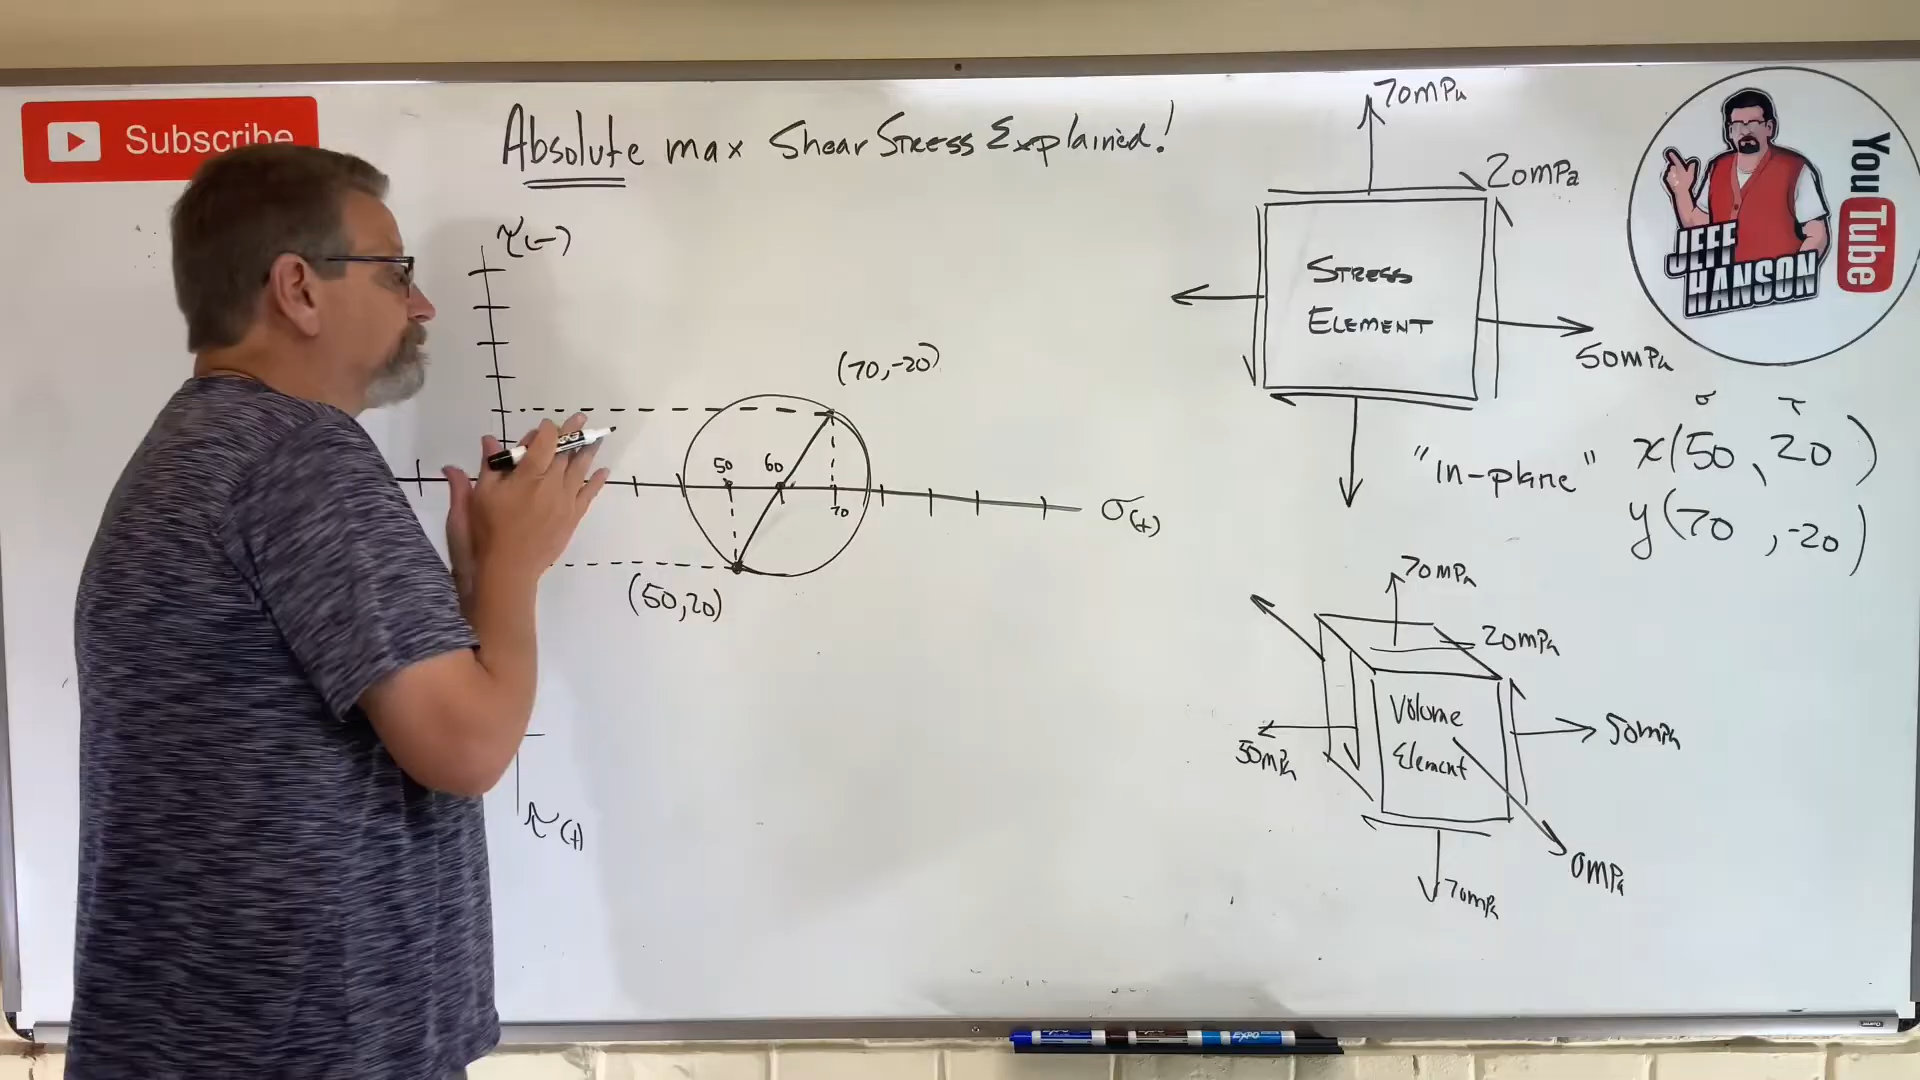 Subscribe
Absolute max Shear Stress Explained!
τ(-)
(70,-20)
50 60
70
σ(+)
(50,20)
τ(+)
70mPa
20mPa
STRESS
ELEMENT
50mPa
σ τ
"in-plane" x(50, 20)
y(70, -20)
70mPa
20mPa
Volume
Element
50mPa
50mPa
0mPa
70mPa
JEFF
HANSON
YouTube
EXPO